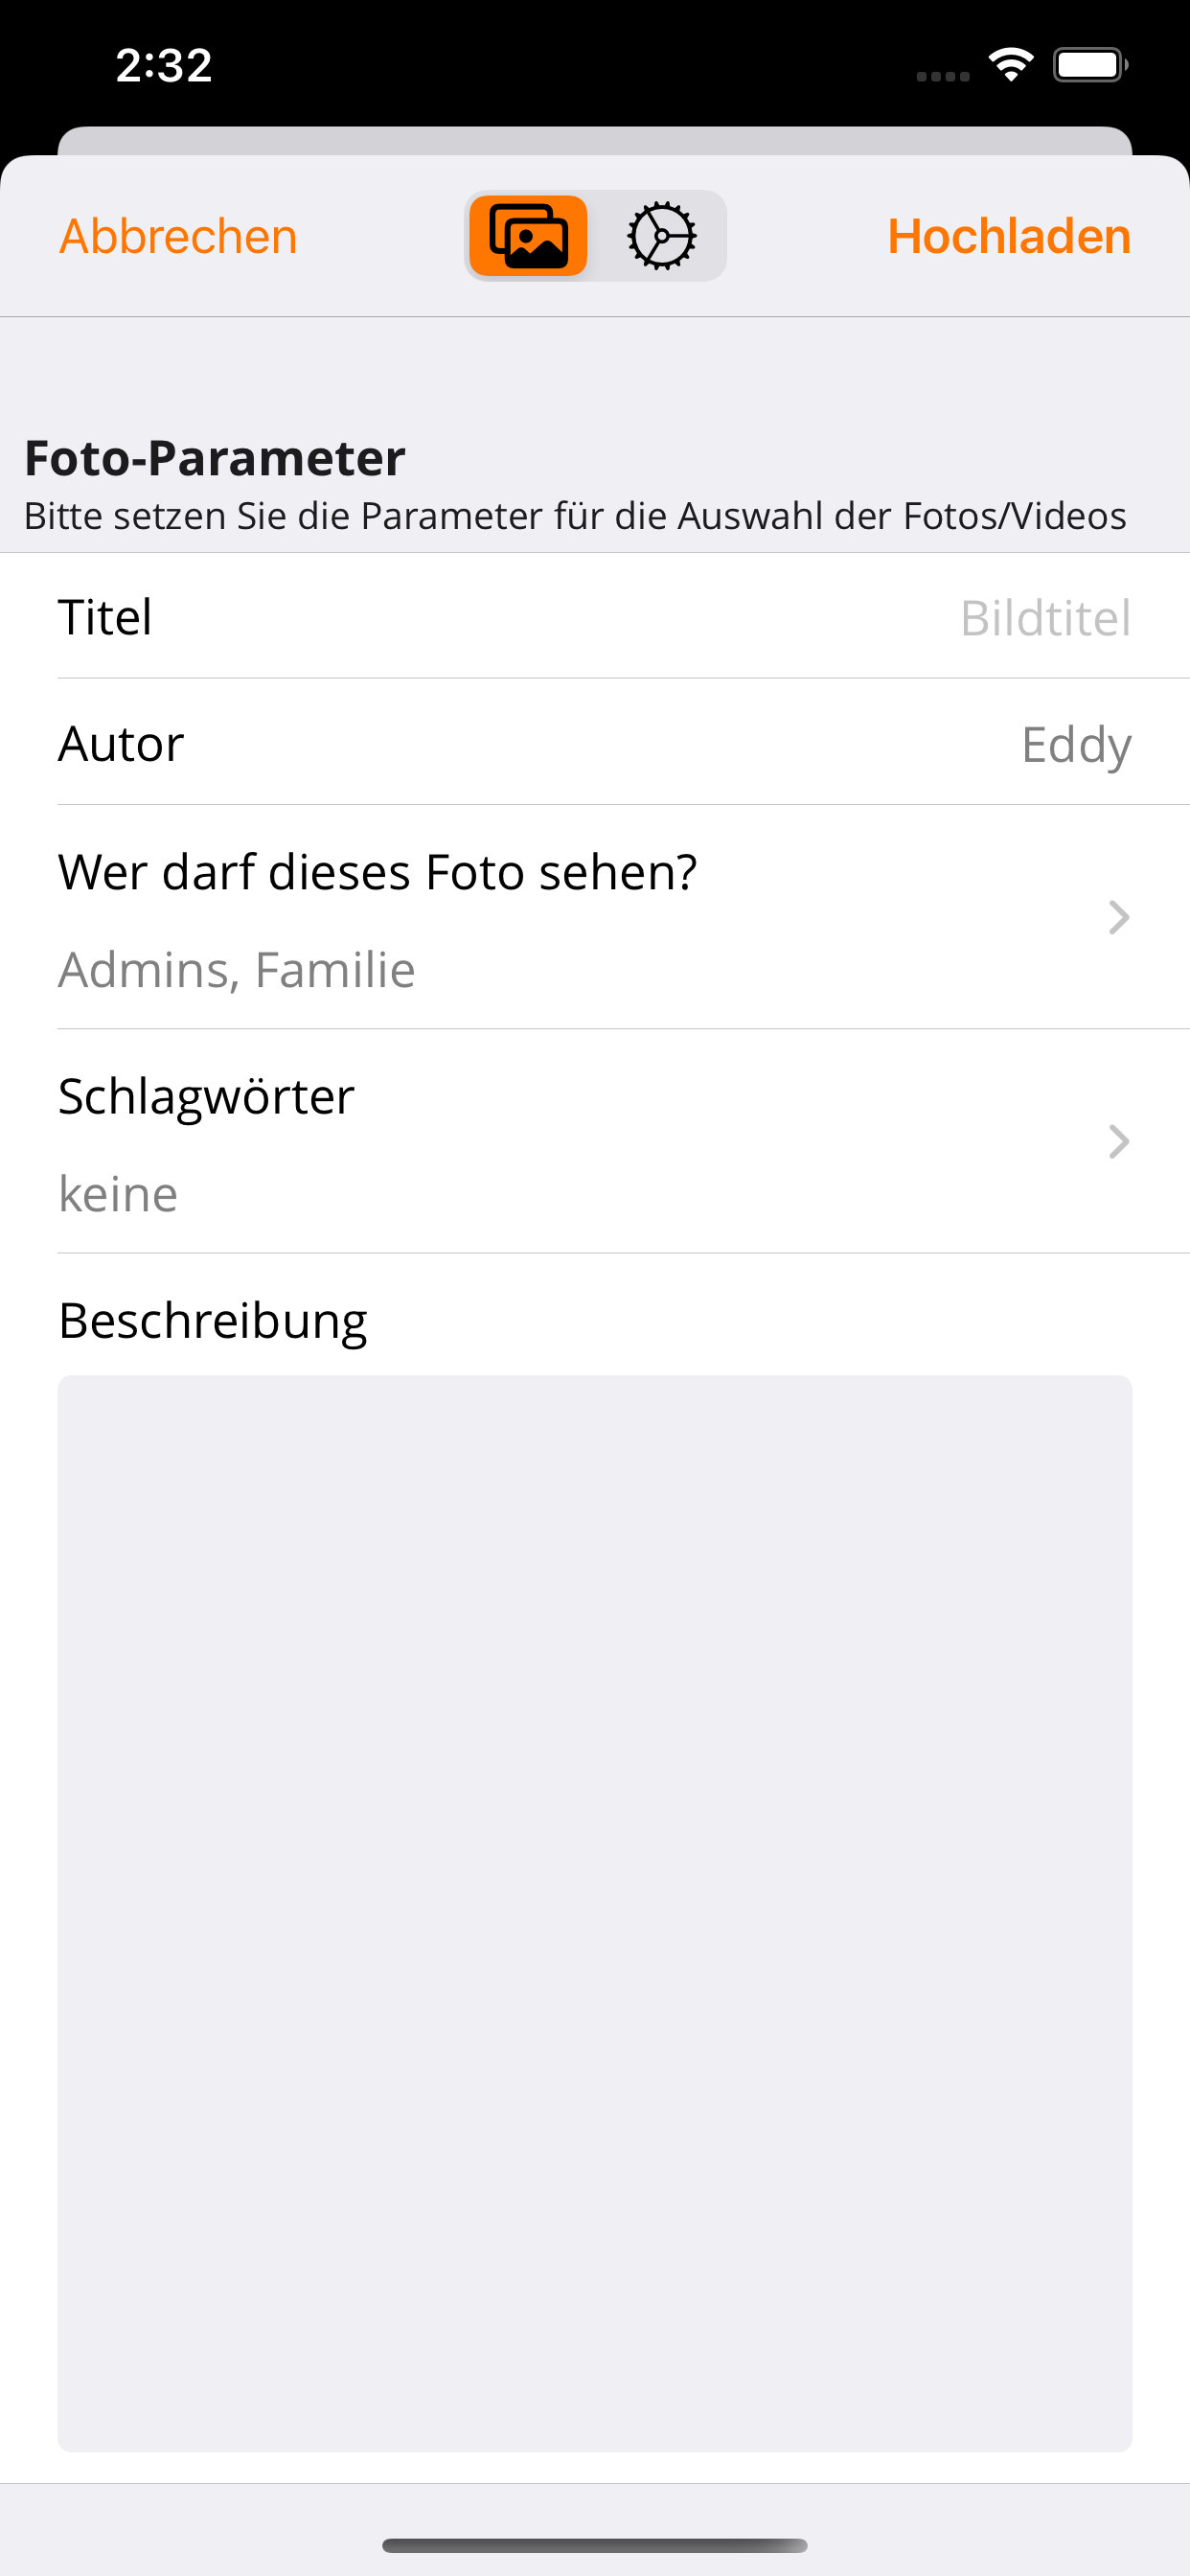 2:32
Abbrechen
Hochladen
Foto-Parameter
Bitte setzen Sie die Parameter für die Auswahl der Fotos/Videos
Titel Bildtitel
Autor Eddy
Wer darf dieses Foto sehen?
Admins, Familie
Schlagwörter
keine
Beschreibung